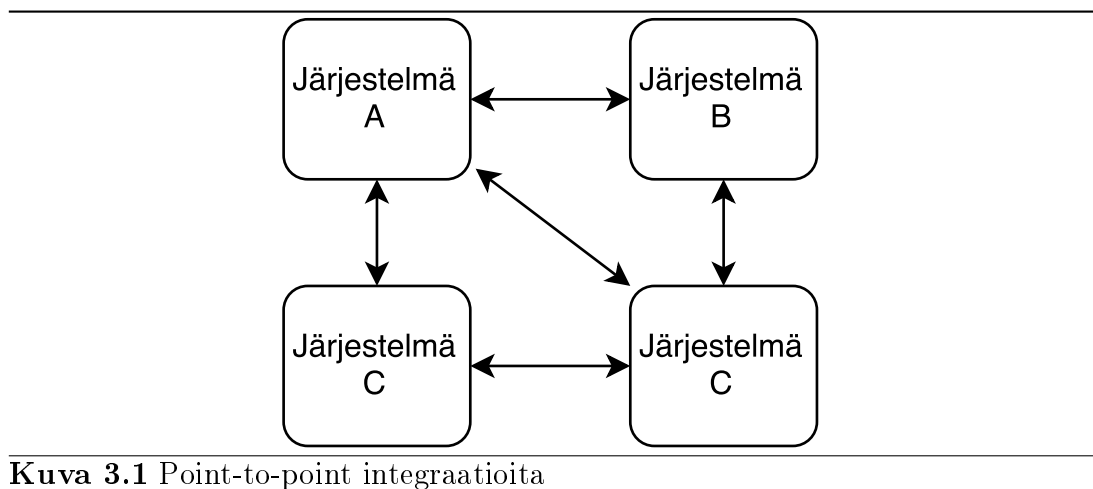 Järjestelmä
A
Järjestelmä
B
Järjestelmä
C
Järjestelmä
C
Kuva 3.1 Point-to-point integraatioita